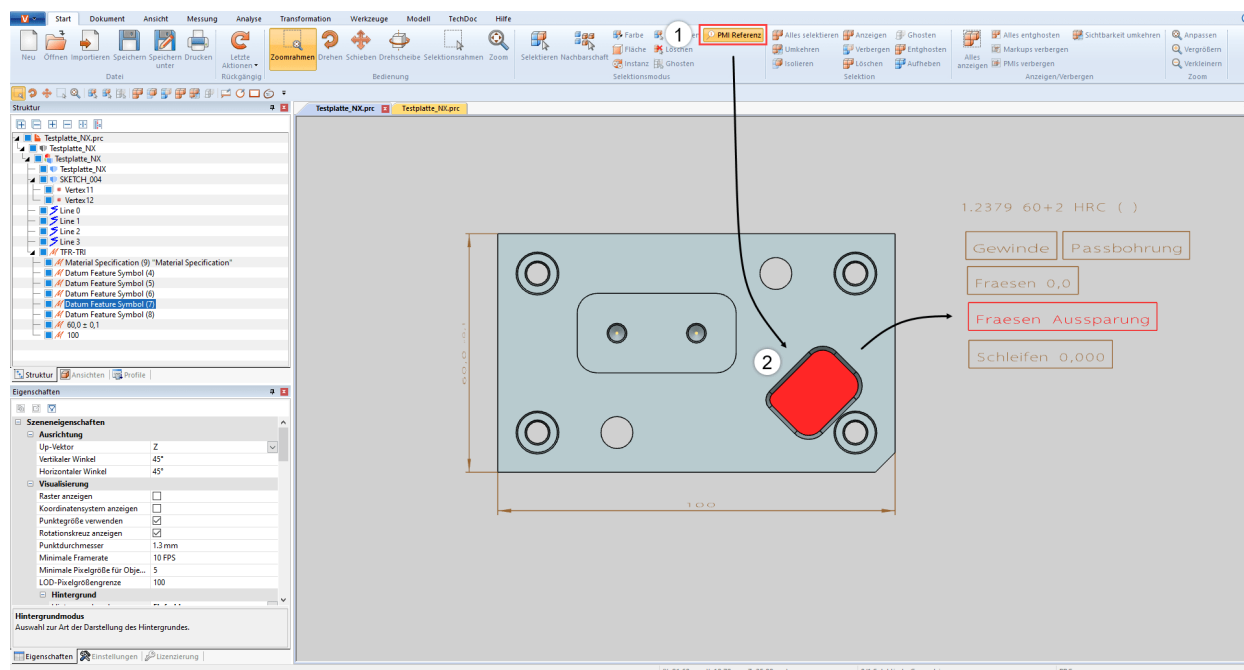 Start Dokument Ansicht Messung Analyse Transformation Werkzeuge Modell TechDoc Hilfe
Neu Öffnen Importieren Speichern Speichern unter Drucken
Datei
Letzte Aktionen
Rückgängig
Zoomrahmen Drehen Schieben Drehscheibe Selektionsrahmen Zoom
Bedienung
Selektieren Nachbarschaft
Farbe
Fläche Löschen
Instanz Ghosten
1
PMI Referenz
Selektionsmodus
Alles selektieren Anzeigen Ghosten
Umkehren Verbergen Entghosten
Isolieren Löschen Aufheben
Selektion
Alles anzeigen
Alles entghosten Sichtbarkeit umkehren
Markups verbergen
PMIs verbergen
Anzeigen/Verbergen
Anpassen
Vergrößern
Verkleinern
Zoom
Struktur
Testplatte_NX.prc
Testplatte_NX
Testplatte_NX
Testplatte_NX
SKETCH_004
Vertex11
Vertex12
Line 0
Line 1
Line 2
Line 3
TFR-TRI
Material Specification (9) "Material Specification"
Datum Feature Symbol (4)
Datum Feature Symbol (5)
Datum Feature Symbol (6)
Datum Feature Symbol (7)
Datum Feature Symbol (8)
60,0 ± 0,1
100
Struktur Ansichten Profile
Eigenschaften
Szeneneigenschaften
Ausrichtung
Up-Vektor Z
Vertikaler Winkel 45°
Horizontaler Winkel 45°
Visualisierung
Raster anzeigen
Koordinatensystem anzeigen
Punktegröße verwenden
Rotationskreuz anzeigen
Punktdurchmesser 1.3 mm
Minimale Framerate 10 FPS
Minimale Pixelgröße für Obje... 5
LOD-Pixelgrößengrenze 100
Hintergrund
Hintergrundmodus
Auswahl zur Art der Darstellung des Hintergrundes.
Eigenschaften Einstellungen Lizenzierung
Testplatte_NX.prc Testplatte_NX.prc
1.2379 60+2 HRC ( )
Gewinde Passbohrung
Fraesen 0,0
Fraesen Aussparung
Schleifen 0,000
2
100